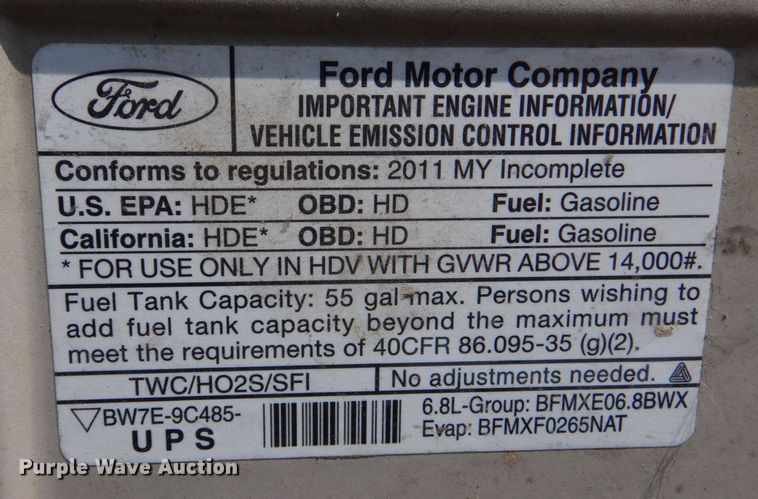 Ford
Ford Motor Company
IMPORTANT ENGINE INFORMATION/
VEHICLE EMISSION CONTROL INFORMATION
Conforms to regulations: 2011 MY Incomplete
U.S. EPA: HDE* OBD: HD Fuel: Gasoline
California: HDE* OBD: HD Fuel: Gasoline
* FOR USE ONLY IN HDV WITH GVWR ABOVE 14,000#.
Fuel Tank Capacity: 55 gal max. Persons wishing to
add fuel tank capacity beyond the maximum must
meet the requirements of 40CFR 86.095-35 (g)(2).
TWC/HO2S/SFI No adjustments needed.
BW7E-9C485-
UPS
6.8L-Group: BFMXE06.8BWX
Evap: BFMXF0265NAT
Purple Wave Auction